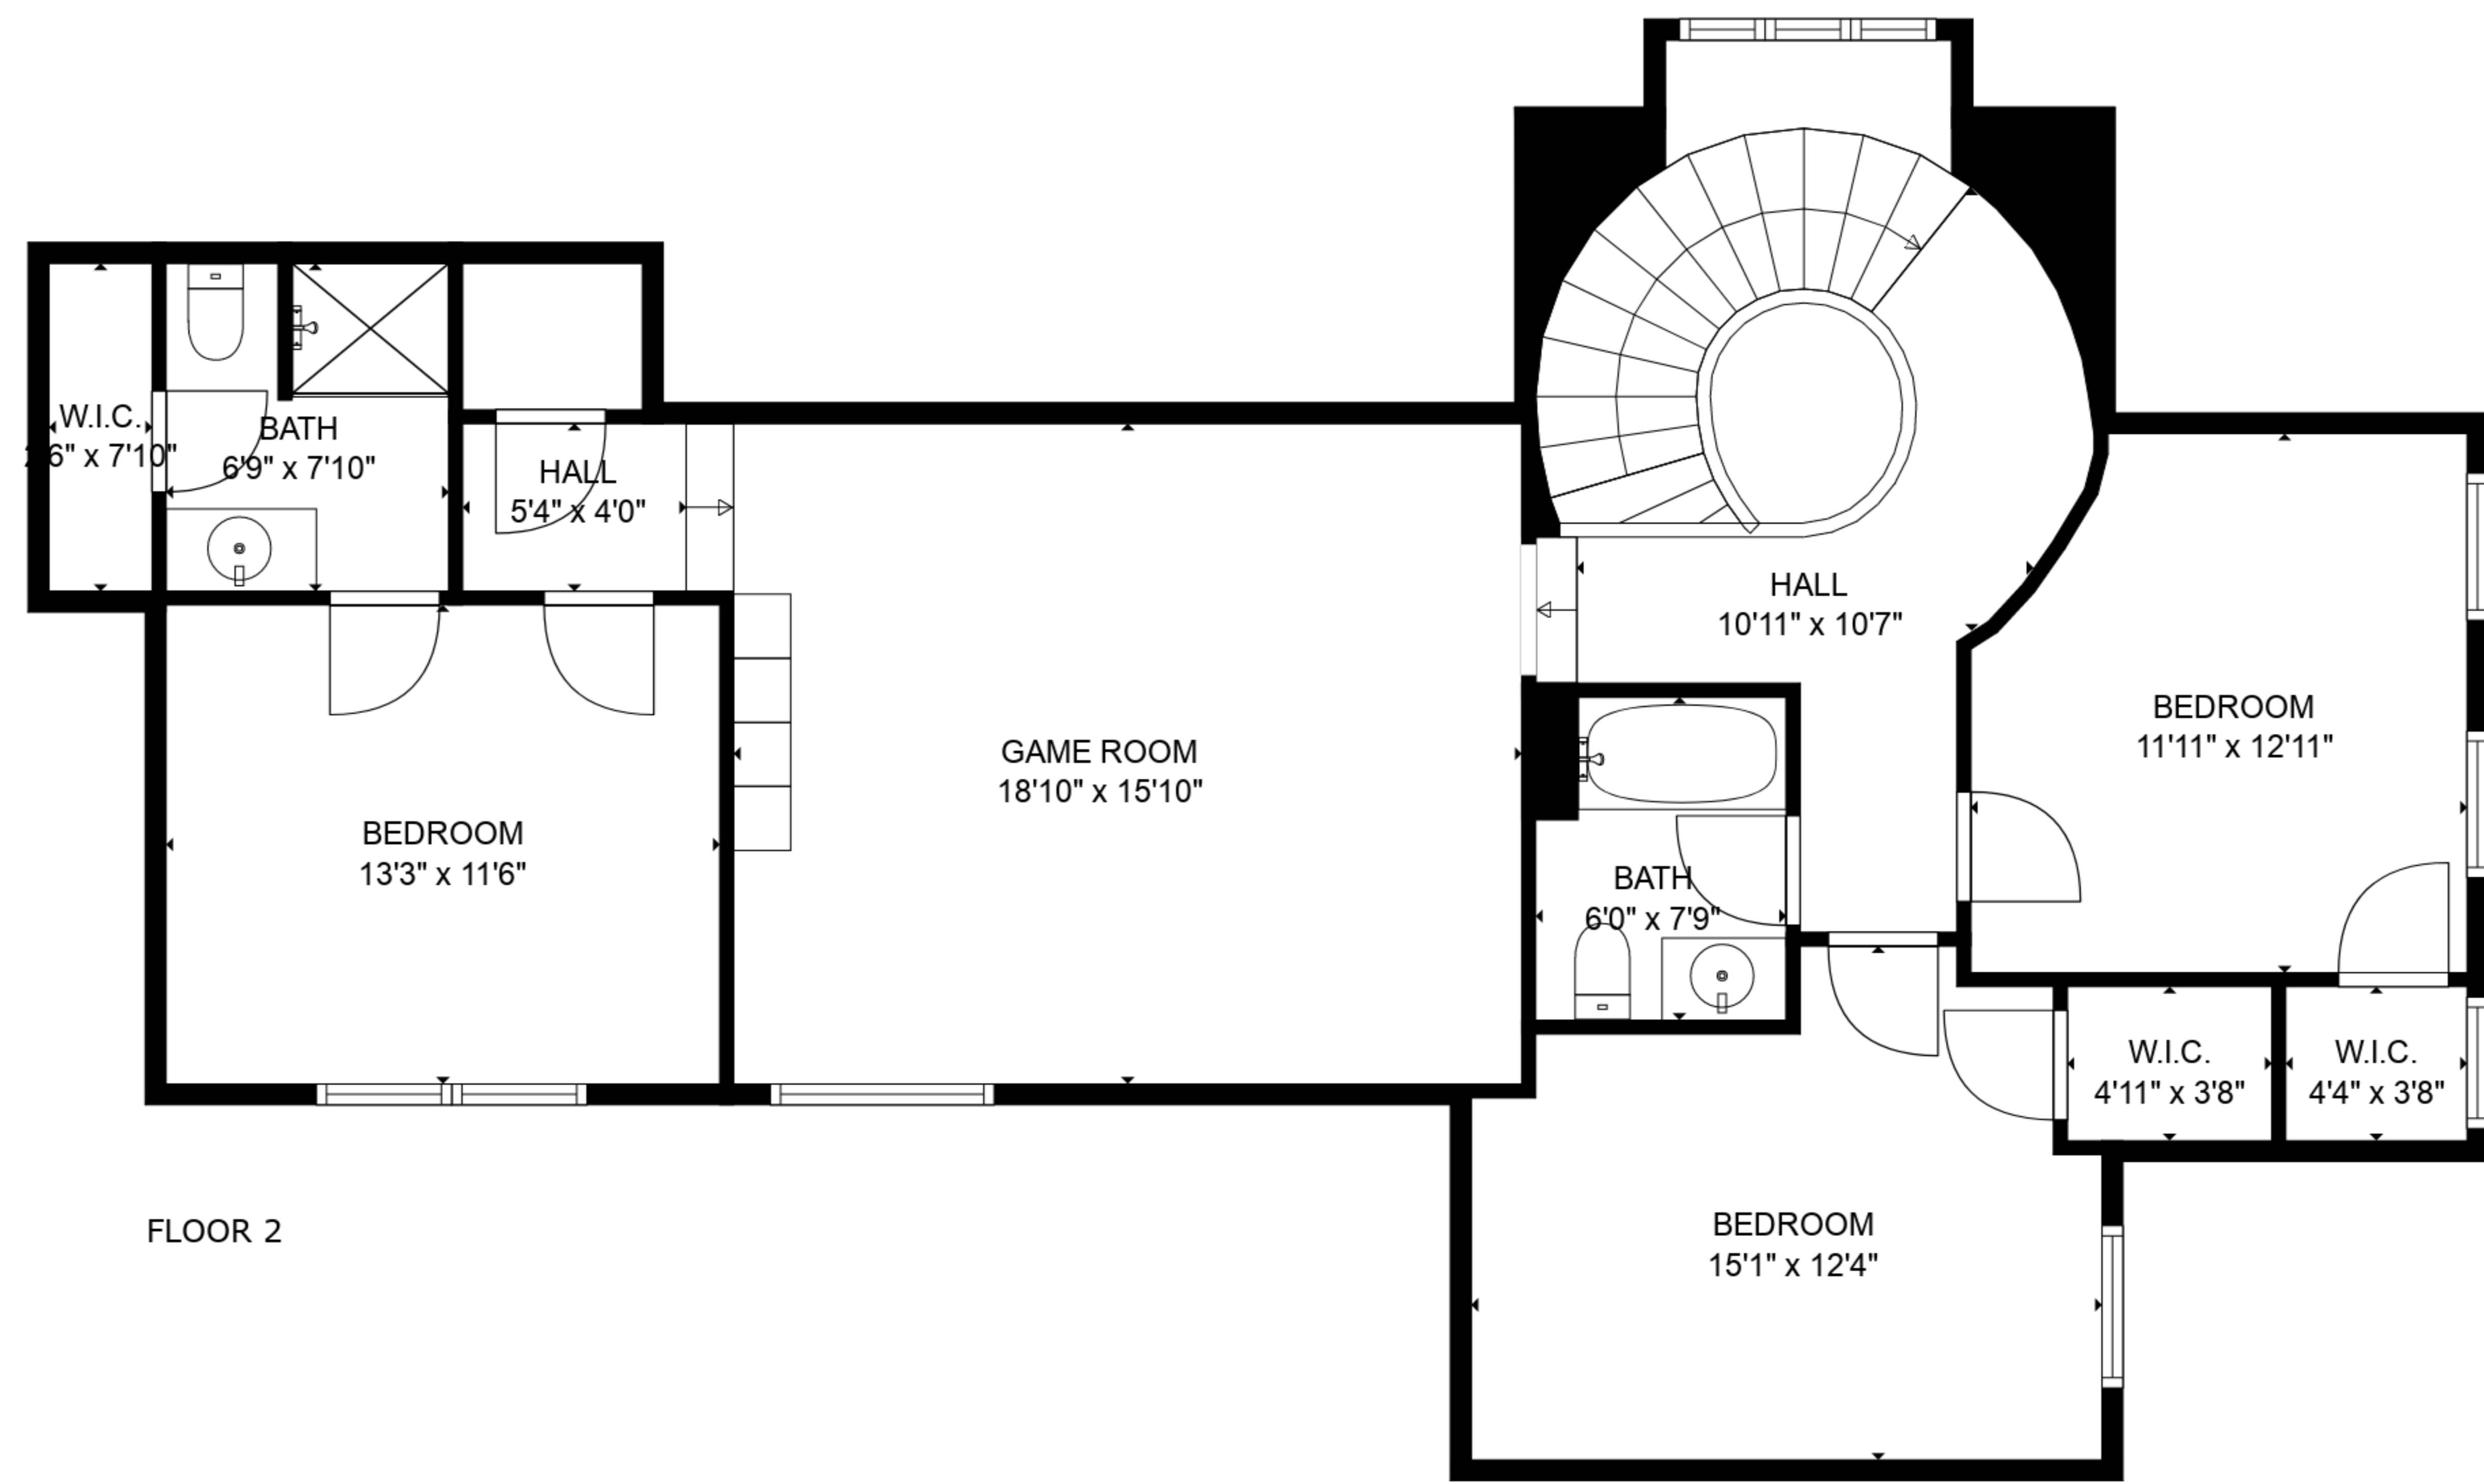 W.I.C.
x 7'10"
BATH
6'9" x 7'10"
HALL
5'4" x 4'0"
HALL
10'11" x 10'7"
BEDROOM
11'11" x 12'11"
GAME ROOM
18'10" x 15'10"
BEDROOM
13'3" x 11'6"
BATH
6'0" x 7'9"
W.I.C.
4'11" x 3'8"
W.I.C.
4'4" x 3'8"
BEDROOM
15'1" x 12'4"
FLOOR 2